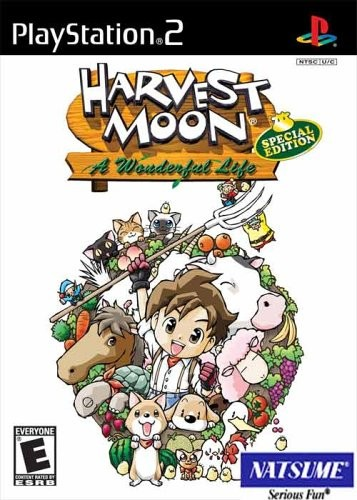 PlayStation®2
NTSC U/C
HARVEST
MOON®
SPECIAL
EDITION
A Wonderful Life
EVERYONE
E
CONTENT RATED BY
ESRB
NATSUME®
Serious Fun®